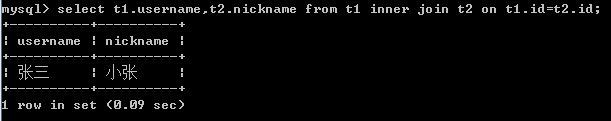 mysql> select t1.username,t2.nickname from t1 inner join t2 on t1.id=t2.id;
+----------+----------+
¦ username ¦ nickname ¦
+----------+----------+
¦ 张三     ¦ 小张     ¦
+----------+----------+
1 row in set (0.09 sec)